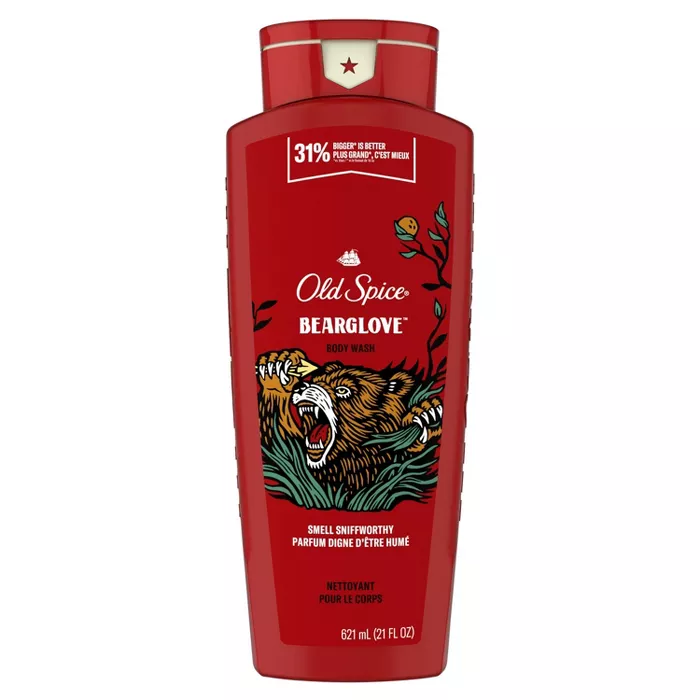 31% BIGGER* IS BETTER
PLUS GRAND*, C'EST MIEUX
Old Spice®
BEARGLOVE™
BODY WASH
SMELL SNIFFWORTHY
PARFUM DIGNE D'ÊTRE HUMÉ
NETTOYANT
POUR LE CORPS
621 mL (21 FL OZ)